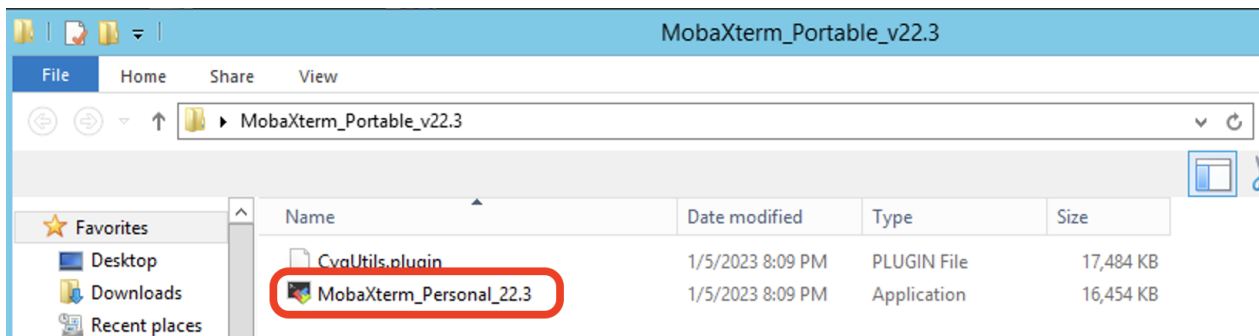 MobaXterm_Portable_v22.3
File Home Share View
MobaXterm_Portable_v22.3
Name Date modified Type Size
Favorites
Desktop
Downloads
Recent places
CygUtils.plugin 1/5/2023 8:09 PM PLUGIN File 17,484 KB
MobaXterm_Personal_22.3 1/5/2023 8:09 PM Application 16,454 KB